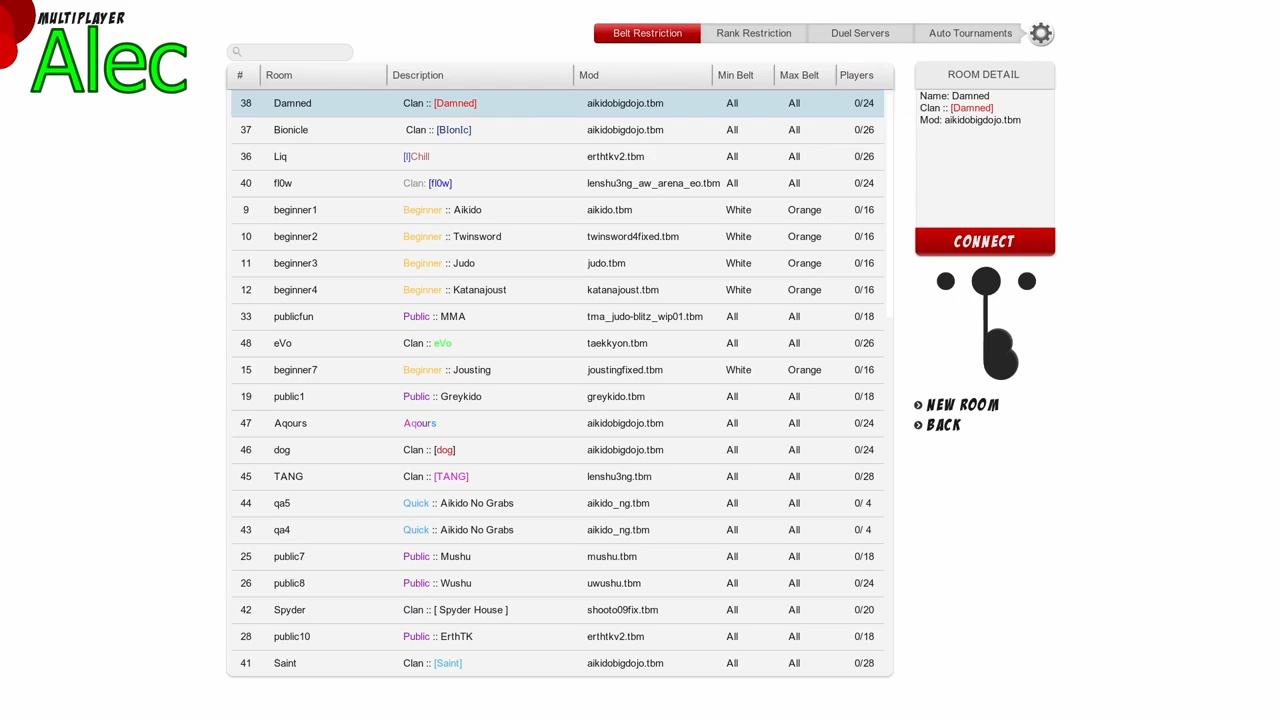 MULTIPLAYER
Alec
Belt Restriction Rank Restriction Duel Servers Auto Tournaments
# Room Description Mod Min Belt Max Belt Players
38 Damned Clan :: [Damned] aikidobigdojo.tbm All All 0/24
37 Bionicle Clan :: [BIonIc] aikidobigdojo.tbm All All 0/26
36 Liq [l]Chill erthtkv2.tbm All All 0/26
40 fl0w Clan: [fl0w] lenshu3ng_aw_arena_eo.tbm All All 0/24
9 beginner1 Beginner :: Aikido aikido.tbm White Orange 0/16
10 beginner2 Beginner :: Twinsword twinsword4fixed.tbm White Orange 0/16
11 beginner3 Beginner :: Judo judo.tbm White Orange 0/16
12 beginner4 Beginner :: Katanajoust katanajoust.tbm White Orange 0/16
33 publicfun Public :: MMA tma_judo-blitz_wip01.tbm All All 0/18
48 eVo Clan :: eVo taekkyon.tbm All All 0/26
15 beginner7 Beginner :: Jousting joustingfixed.tbm White Orange 0/16
19 public1 Public :: Greykido greykido.tbm All All 0/18
47 Aqours Aqours aikidobigdojo.tbm All All 0/24
46 dog Clan :: [dog] aikidobigdojo.tbm All All 0/24
45 TANG Clan :: [TANG] lenshu3ng.tbm All All 0/28
44 qa5 Quick :: Aikido No Grabs aikido_ng.tbm All All 0/ 4
43 qa4 Quick :: Aikido No Grabs aikido_ng.tbm All All 0/ 4
25 public7 Public :: Mushu mushu.tbm All All 0/18
26 public8 Public :: Wushu uwushu.tbm All All 0/24
42 Spyder Clan :: [ Spyder House ] shooto09fix.tbm All All 0/20
28 public10 Public :: ErthTK erthtkv2.tbm All All 0/18
41 Saint Clan :: [Saint] aikidobigdojo.tbm All All 0/28
ROOM DETAIL
Name: Damned
Clan :: [Damned]
Mod: aikidobigdojo.tbm
CONNECT
NEW ROOM
BACK